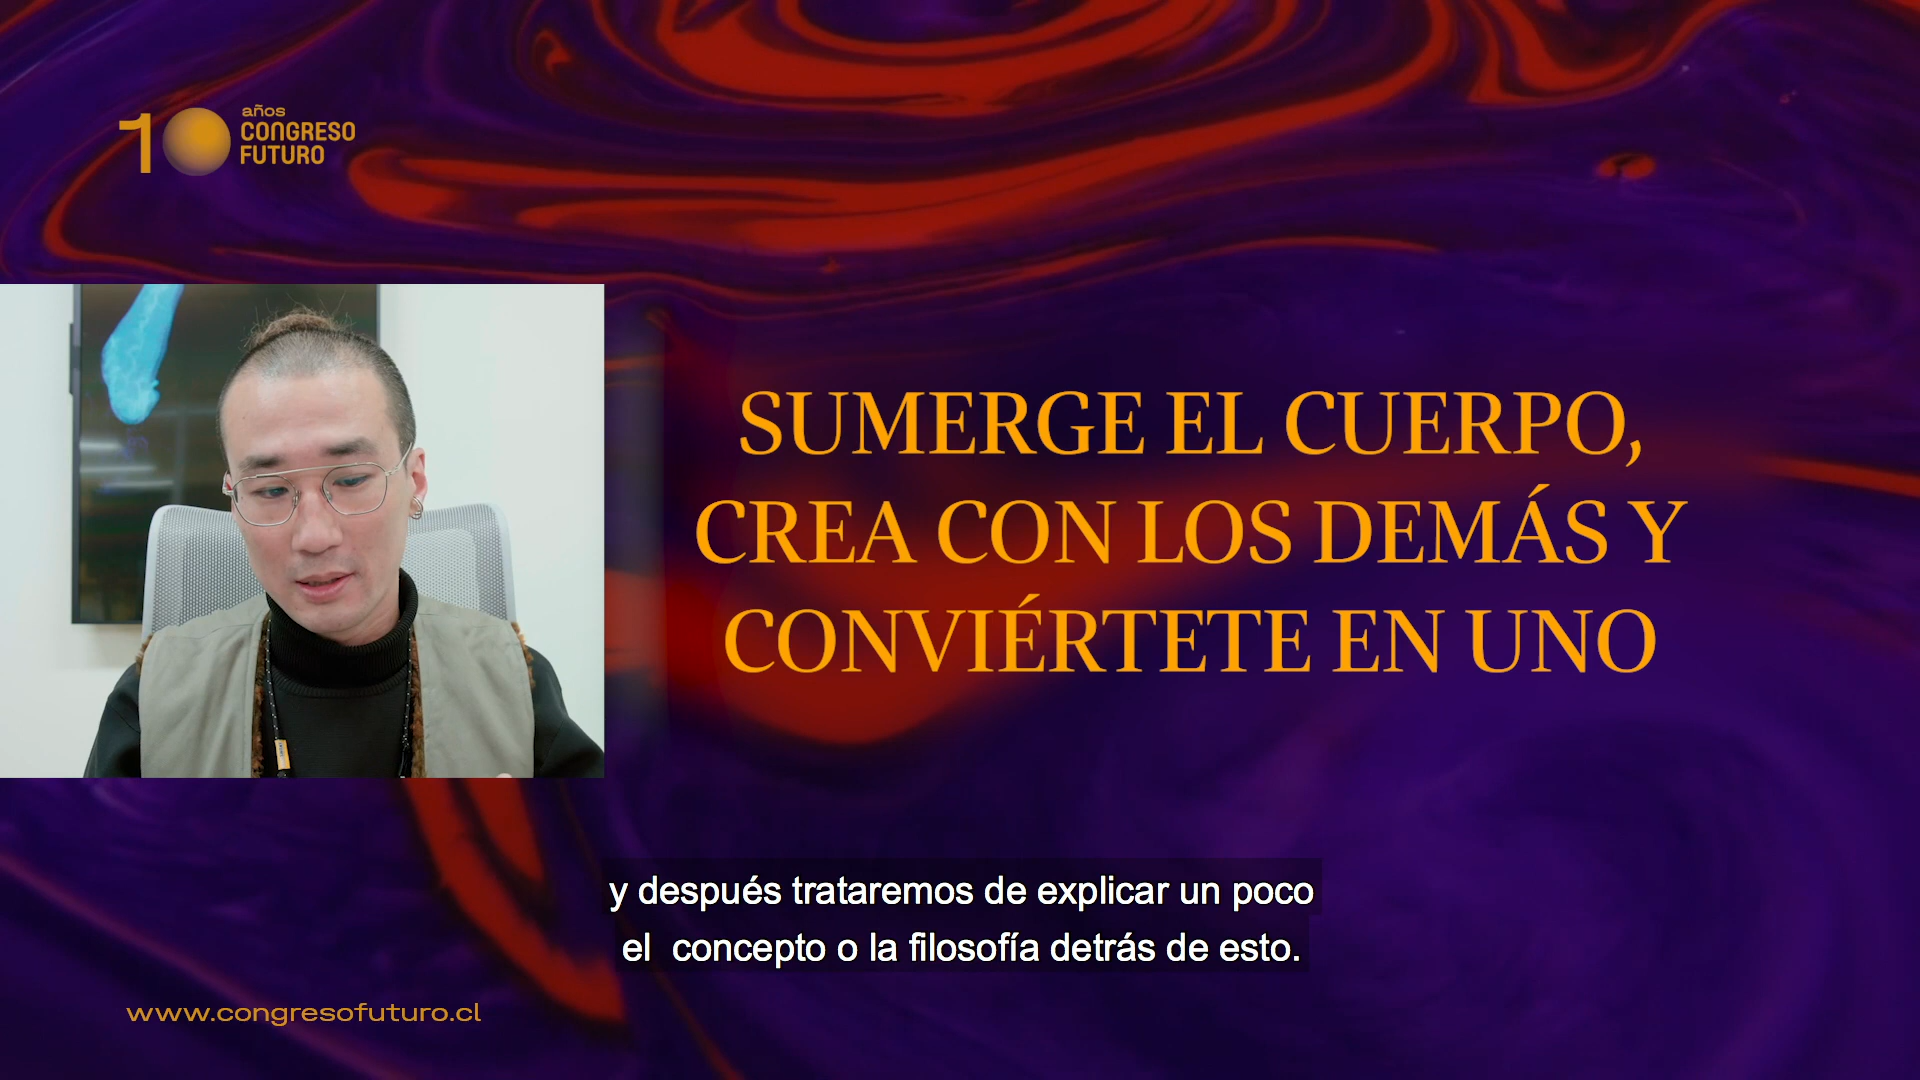 10 años
CONGRESO
FUTURO
SUMERGE EL CUERPO,
CREA CON LOS DEMÁS Y
CONVIÉRTETE EN UNO
y después trataremos de explicar un poco
el concepto o la filosofía detrás de esto.
www.congresofuturo.cl